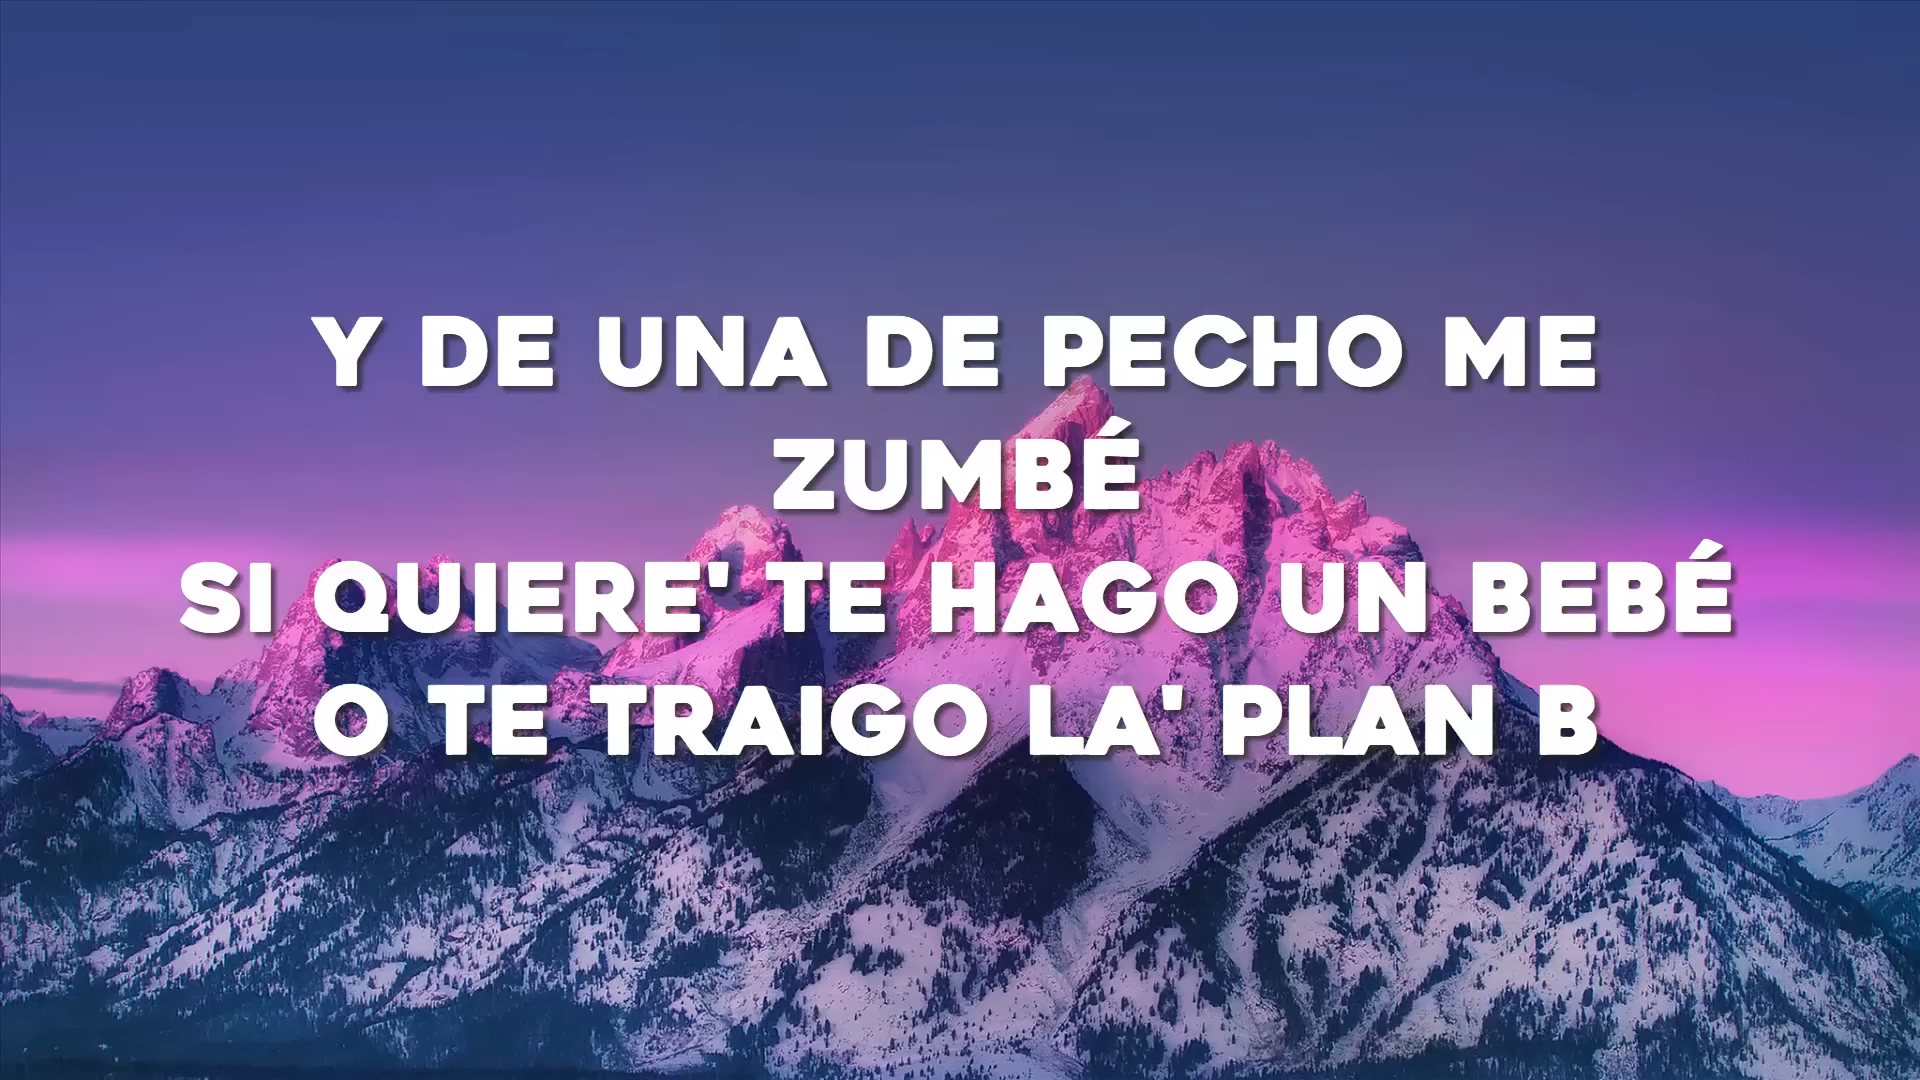 Y DE UNA DE PECHO ME
ZUMBÉ
SI QUIERE' TE HAGO UN BEBÉ
O TE TRAIGO LA' PLAN B